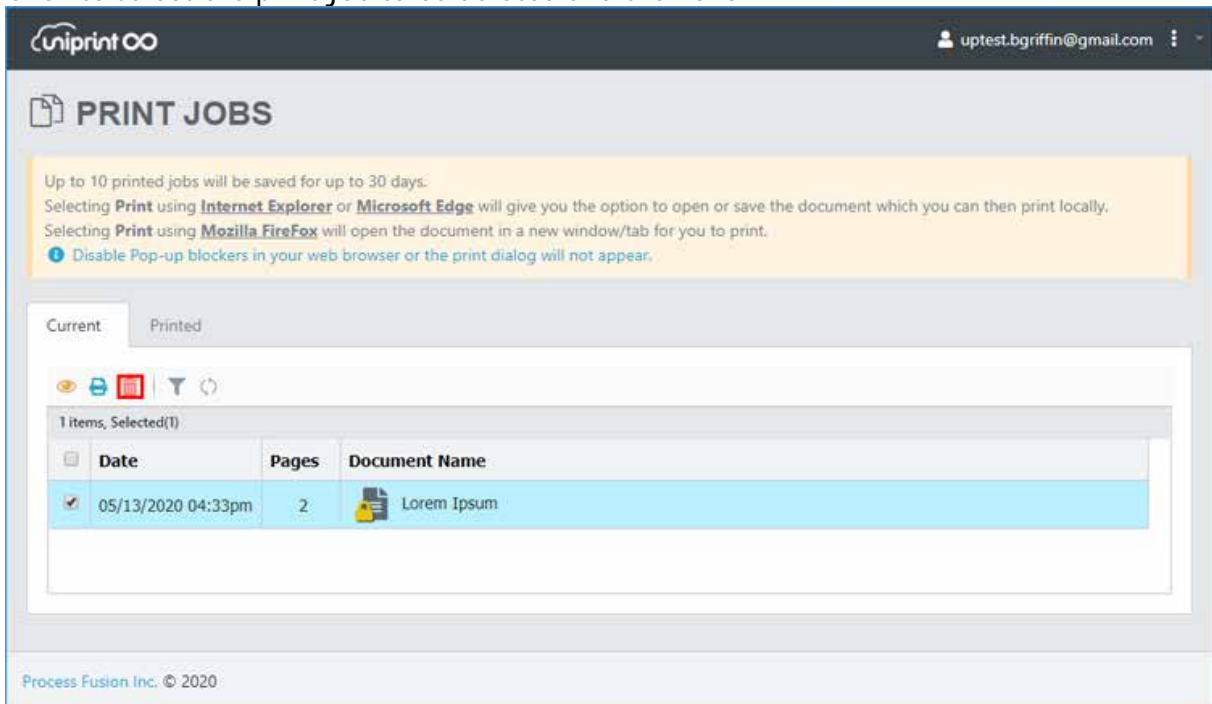 uniprint
uptest.bgriffin@gmail.com
PRINT JOBS
Up to 10 printed jobs will be saved for up to 30 days.
Selecting Print using Internet Explorer or Microsoft Edge will give you the option to open or save the document which you can then print locally.
Selecting Print using Mozilla FireFox will open the document in a new window/tab for you to print.
Disable Pop-up blockers in your web browser or the print dialog will not appear.
Current Printed
1 items, Selected(1)
Date Pages Document Name
05/13/2020 04:33pm 2 Lorem Ipsum
Process Fusion Inc. © 2020